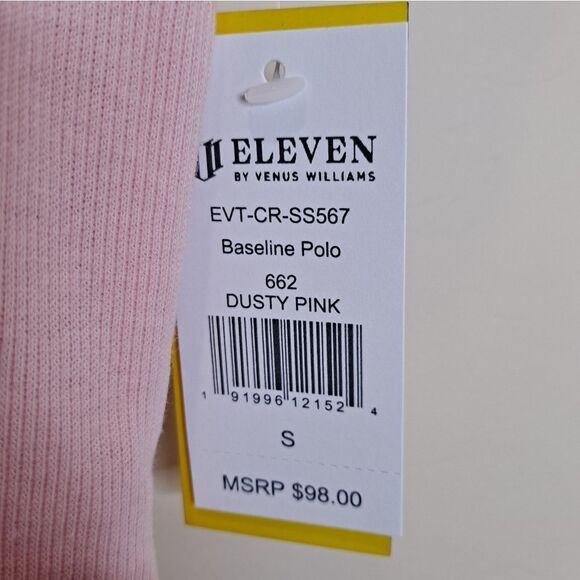 ELEVEN
BY VENUS WILLIAMS
EVT-CR-SS567
Baseline Polo
662
DUSTY PINK
1 91996 12152 4
S
MSRP $98.00